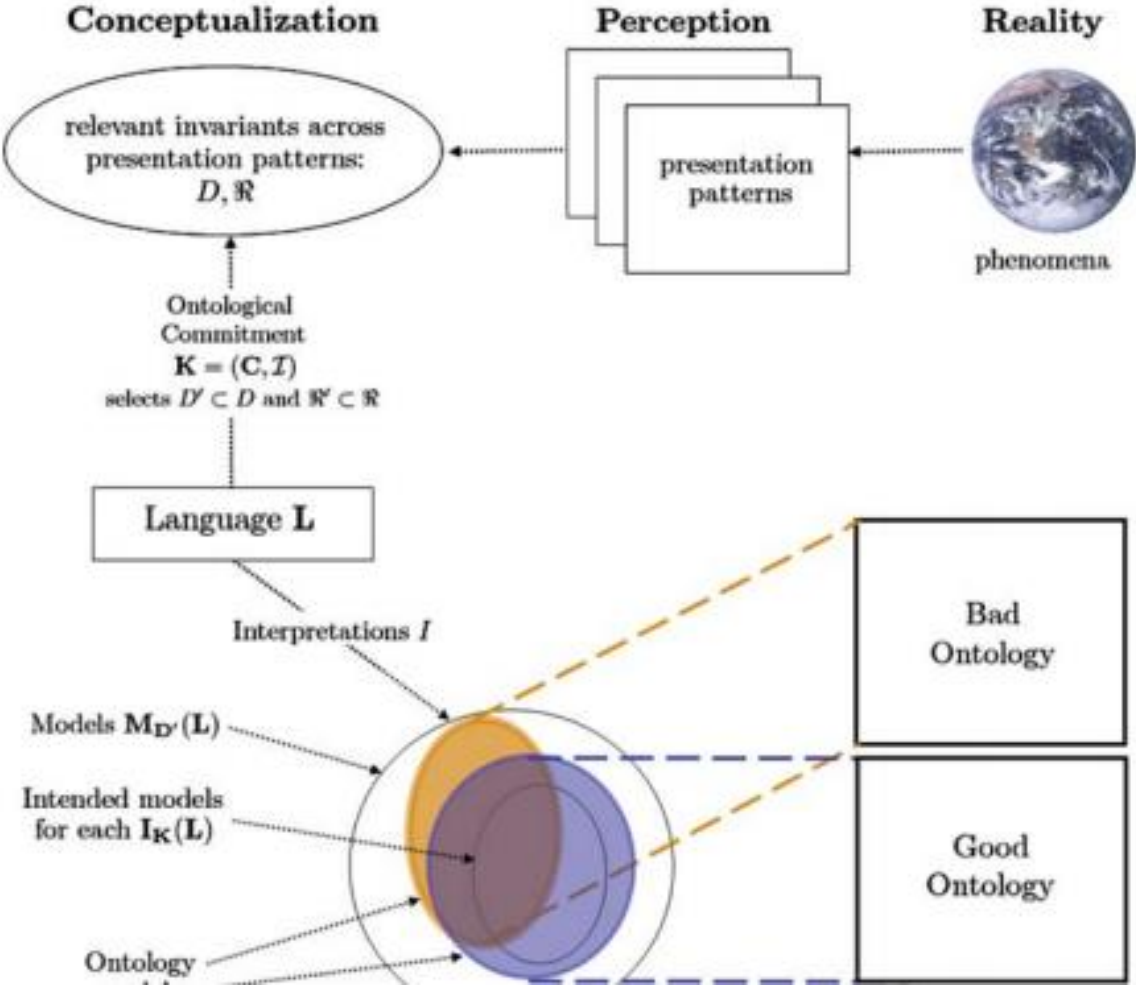 Conceptualization
Perception
Reality
relevant invariants across
presentation patterns:
D, ℜ
presentation
patterns
phenomena
Ontological
Commitment
K = (C, ℐ)
selects D′ ⊂ D and ℜ′ ⊂ ℜ
Language L
Interpretations I
Bad
Ontology
Models M_D′(L)
Intended models
for each I_K(L)
Good
Ontology
Ontology